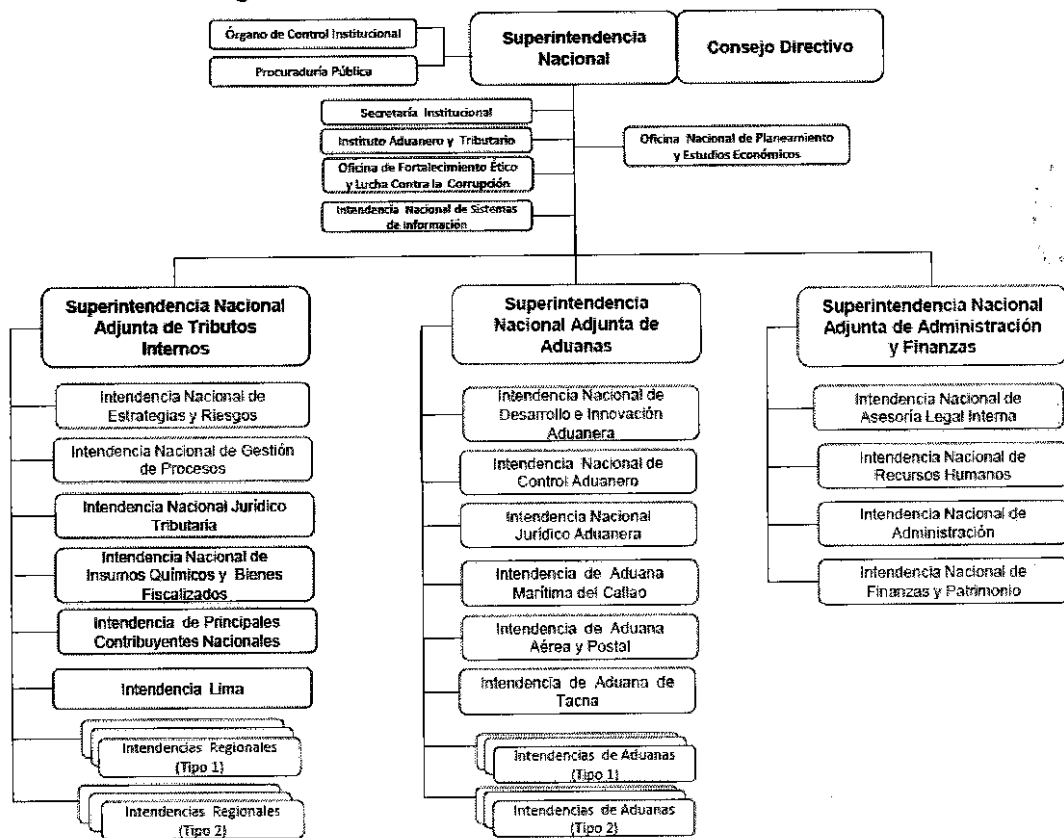 Órgano de Control Institucional
Procuraduría Pública
Superintendencia
Nacional
Consejo Directivo
Secretaría Institucional
Instituto Aduanero y Tributario
Oficina de Fortalecimiento Ético
y Lucha Contra la Corrupción
Intendencia Nacional de Sistemas
de Información
Oficina Nacional de Planeamiento
y Estudios Económicos
Superintendencia Nacional
Adjunta de Tributos
Internos
Intendencia Nacional de
Estrategias y Riesgos
Intendencia Nacional de Gestión
de Procesos
Intendencia Nacional Jurídico
Tributaria
Intendencia Nacional de
Insumos Químicos y Bienes
Fiscalizados
Intendencia de Principales
Contribuyentes Nacionales
Intendencia Lima
Intendencias Regionales
(Tipo 1)
Intendencias Regionales
(Tipo 2)
Superintendencia
Nacional Adjunta de
Aduanas
Intendencia Nacional de
Desarrollo e Innovación
Aduanera
Intendencia Nacional de
Control Aduanero
Intendencia Nacional
Jurídico Aduanera
Intendencia de Aduana
Marítima del Callao
Intendencia de Aduana
Aérea y Postal
Intendencia de Aduana de
Tacna
Intendencias de Aduanas
(Tipo 1)
Intendencias de Aduanas
(Tipo 2)
Superintendencia Nacional
Adjunta de Administración
y Finanzas
Intendencia Nacional de
Asesoría Legal Interna
Intendencia Nacional de
Recursos Humanos
Intendencia Nacional de
Administración
Intendencia Nacional de
Finanzas y Patrimonio